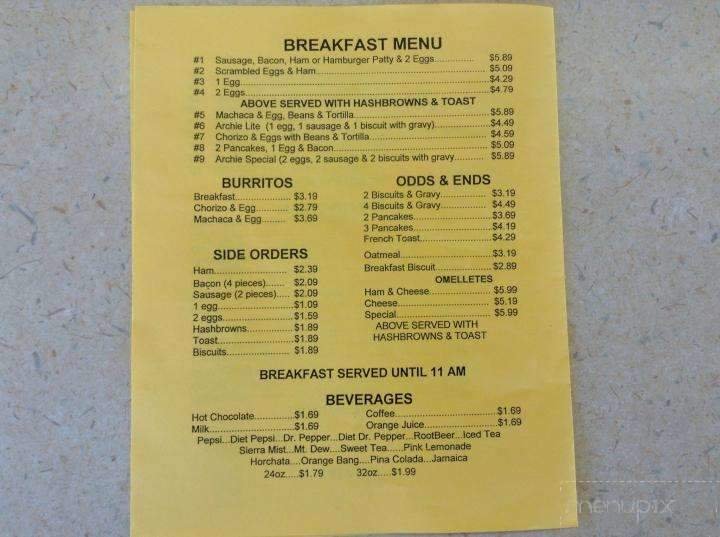 BREAKFAST MENU
#1 Sausage, Bacon, Ham or Hamburger Patty & 2 Eggs.............. $5.89
#2 Scrambled Eggs & Ham.............. $5.09
#3 1 Egg.............. $4.29
#4 2 Eggs.............. $4.79
ABOVE SERVED WITH HASHBROWNS & TOAST
#5 Machaca & Egg, Beans & Tortilla.............. $5.89
#6 Archie Lite (1 egg, 1 sausage & 1 biscuit with gravy).............. $4.49
#7 Chorizo & Eggs with Beans & Tortilla.............. $4.59
#8 2 Pancakes, 1 Egg & Bacon.............. $5.09
#9 Archie Special (2 eggs, 2 sausage & 2 biscuits with gravy........... $5.89
BURRITOS
Breakfast.............. $3.19
Chorizo & Egg............ $2.79
Machaca & Egg......... $3.69
SIDE ORDERS
Ham.............. $2.39
Bacon (4 pieces)....... $2.09
Sausage (2 pieces)..... $2.09
1 egg.............. $1.09
2 eggs.............. $1.59
Hashbrowns.............. $1.89
Toast.............. $1.89
Biscuits.............. $1.89
ODDS & ENDS
2 Biscuits & Gravy.............. $3.19
4 Biscuits & Gravy.............. $4.49
2 Pancakes.............. $3.69
3 Pancakes.............. $4.19
French Toast.............. $4.29
Oatmeal.............. $3.19
Breakfast Biscuit.............. $2.89
OMELLETES
Ham & Cheese.............. $5.99
Cheese.............. $5.19
Special.............. $5.99
ABOVE SERVED WITH
HASHBROWNS & TOAST
BREAKFAST SERVED UNTIL 11 AM
BEVERAGES
Hot Chocolate..............$1.69 Coffee..............$1.69
Milk..............$1.69 Orange Juice..............$1.69
Pepsi...Diet Pepsi...Dr. Pepper...Diet Dr. Pepper...RootBeer...Iced Tea
Sierra Mist...Mt. Dew....Sweet Tea......Pink Lemonade
Horchata....Orange Bang....Pina Colada...Jamaica
24oz.....$1.79 32oz.....$1.99
menupix